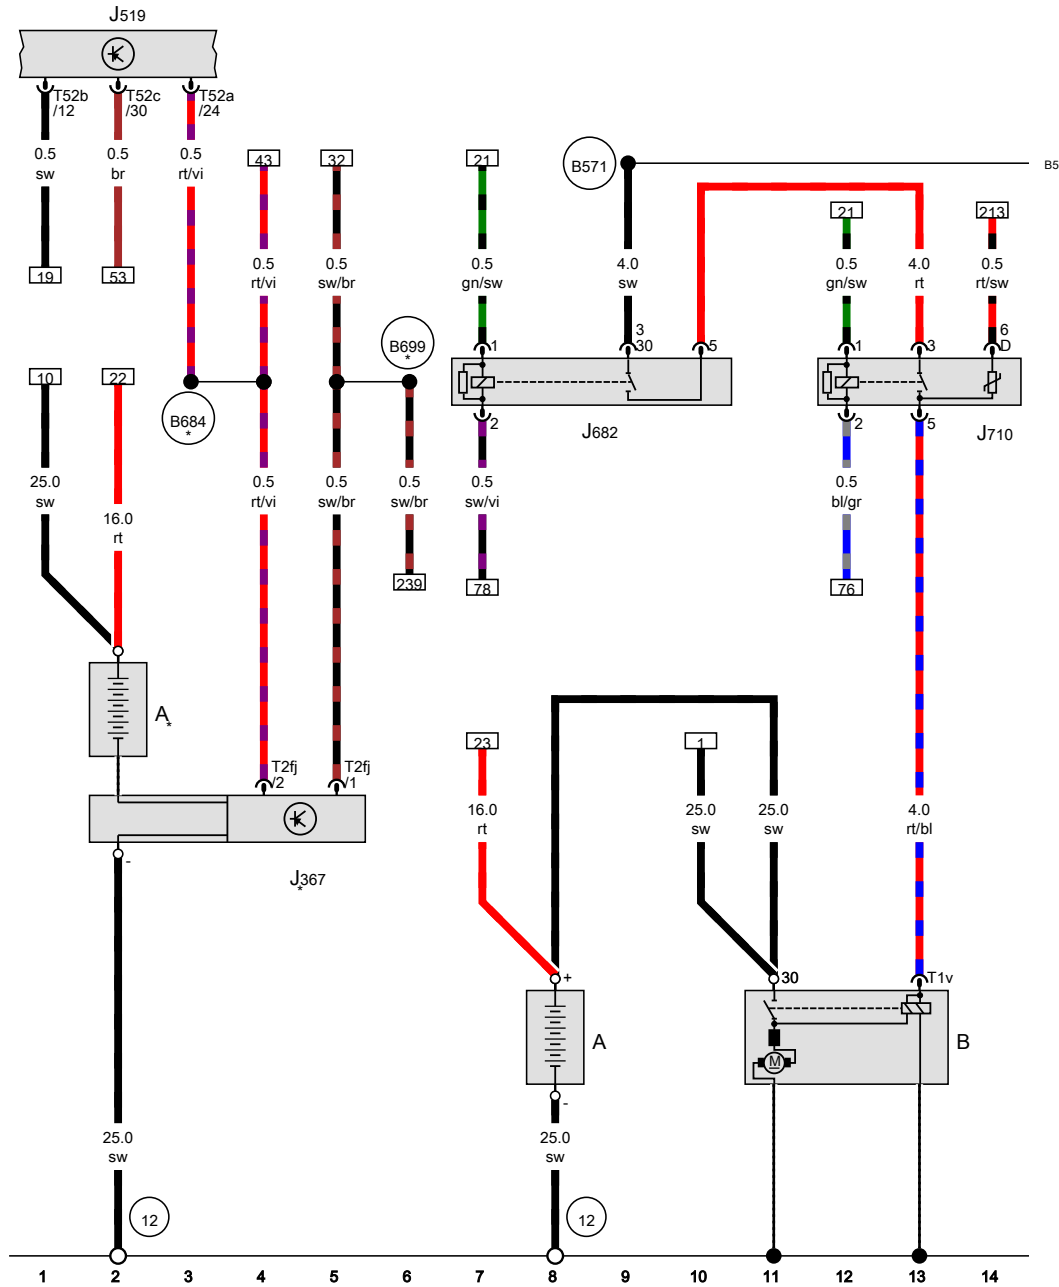 J519
T52b
/12
T52c
/30
T52a
/24
0.5
sw
0.5
br
0.5
rt/vi
43
32
21
B571
B5
21
213
19
53
0.5
rt/vi
0.5
sw/br
0.5
gn/sw
4.0
sw
0.5
gn/sw
4.0
rt
0.5
rt/sw
B699
*
1
3
30
5
1
3
6
D
10
22
B684
*
2
J682
2
5
J710
25.0
sw
16.0
rt
0.5
rt/vi
0.5
sw/br
0.5
sw/br
0.5
sw/vi
0.5
bl/gr
239
78
76
A*
23
1
T2fj
/2
T2fj
/1
16.0
rt
25.0
sw
25.0
sw
4.0
rt/bl
-
J367
*
+
30
T1v
A
B
M
-
25.0
sw
25.0
sw
12
12
1 2 3 4 5 6 7 8 9 10 11 12 13 14